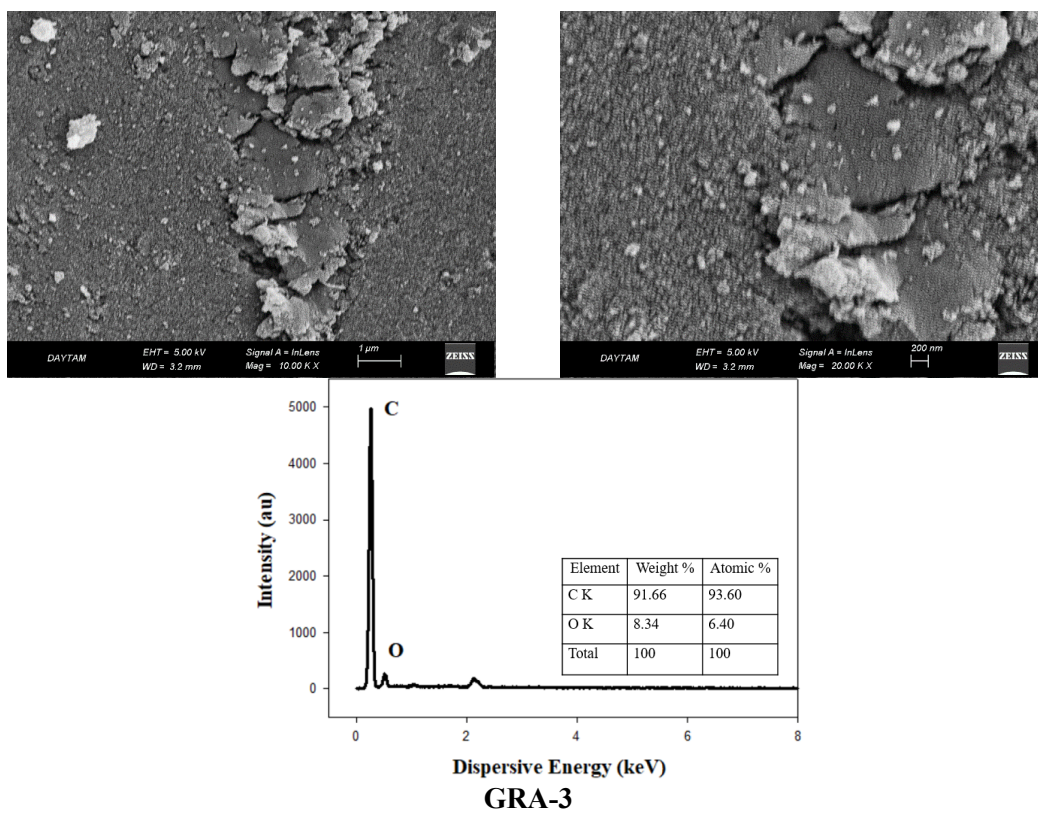 DAYTAM EHT = 5.00 kV Signal A = InLens 1 µm ZEISS
WD = 3.2 mm Mag = 10.00 K X
DAYTAM EHT = 5.00 kV Signal A = InLens 200 nm ZEISS
WD = 3.2 mm Mag = 20.00 K X
5000
4000
3000
2000
1000
0
Intensity (au)
C
O
Element Weight % Atomic %
C K 91.66 93.60
O K 8.34 6.40
Total 100 100
0 2 4 6 8
Dispersive Energy (keV)
GRA-3